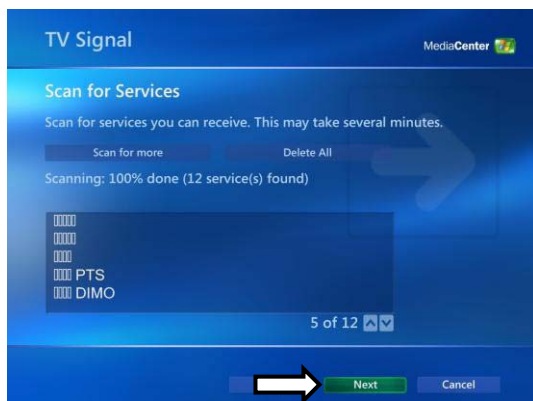 TV Signal
MediaCenter
Scan for Services
Scan for services you can receive. This may take several minutes.
Scan for more
Delete All
Scanning: 100% done (12 service(s) found)
▯▯▯▯▯
▯▯▯▯▯
▯▯▯▯
▯▯▯▯ PTS
▯▯▯▯ DIMO
5 of 12
Next
Cancel